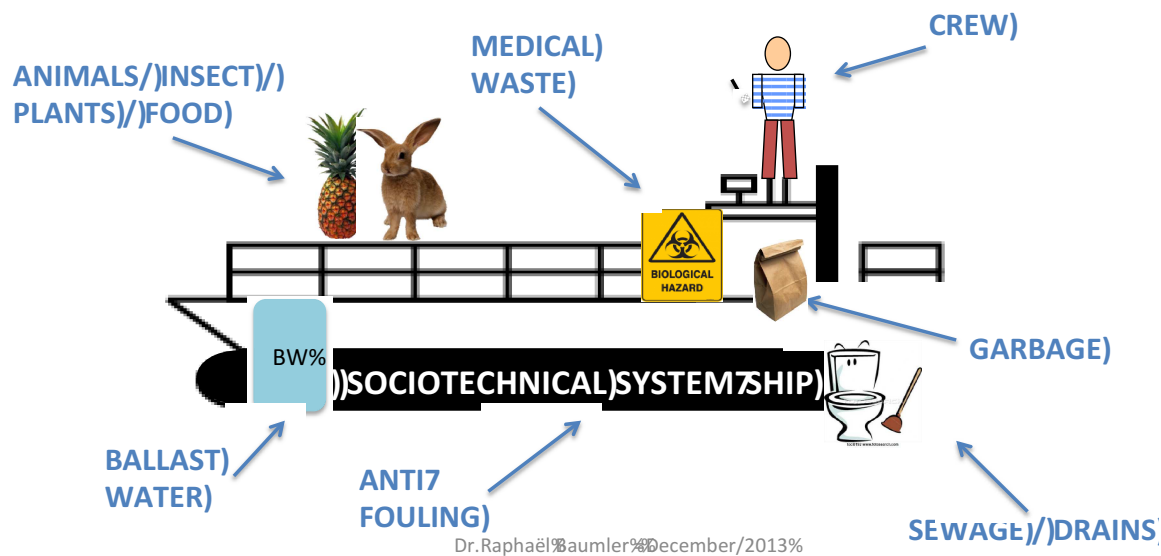 CREW)
MEDICAL)
WASTE)
ANIMALS/)INSECT)/)
PLANTS)/)FOOD)
BIOLOGICAL
HAZARD
BW%
GARBAGE)
))SOCIOTECHNICAL)SYSTEM7SHIP)
BALLAST)
WATER)
ANTI7
FOULING)
SEWAGE)/)DRAINS)
Dr.Raphaël%Baumler%
December/2013%